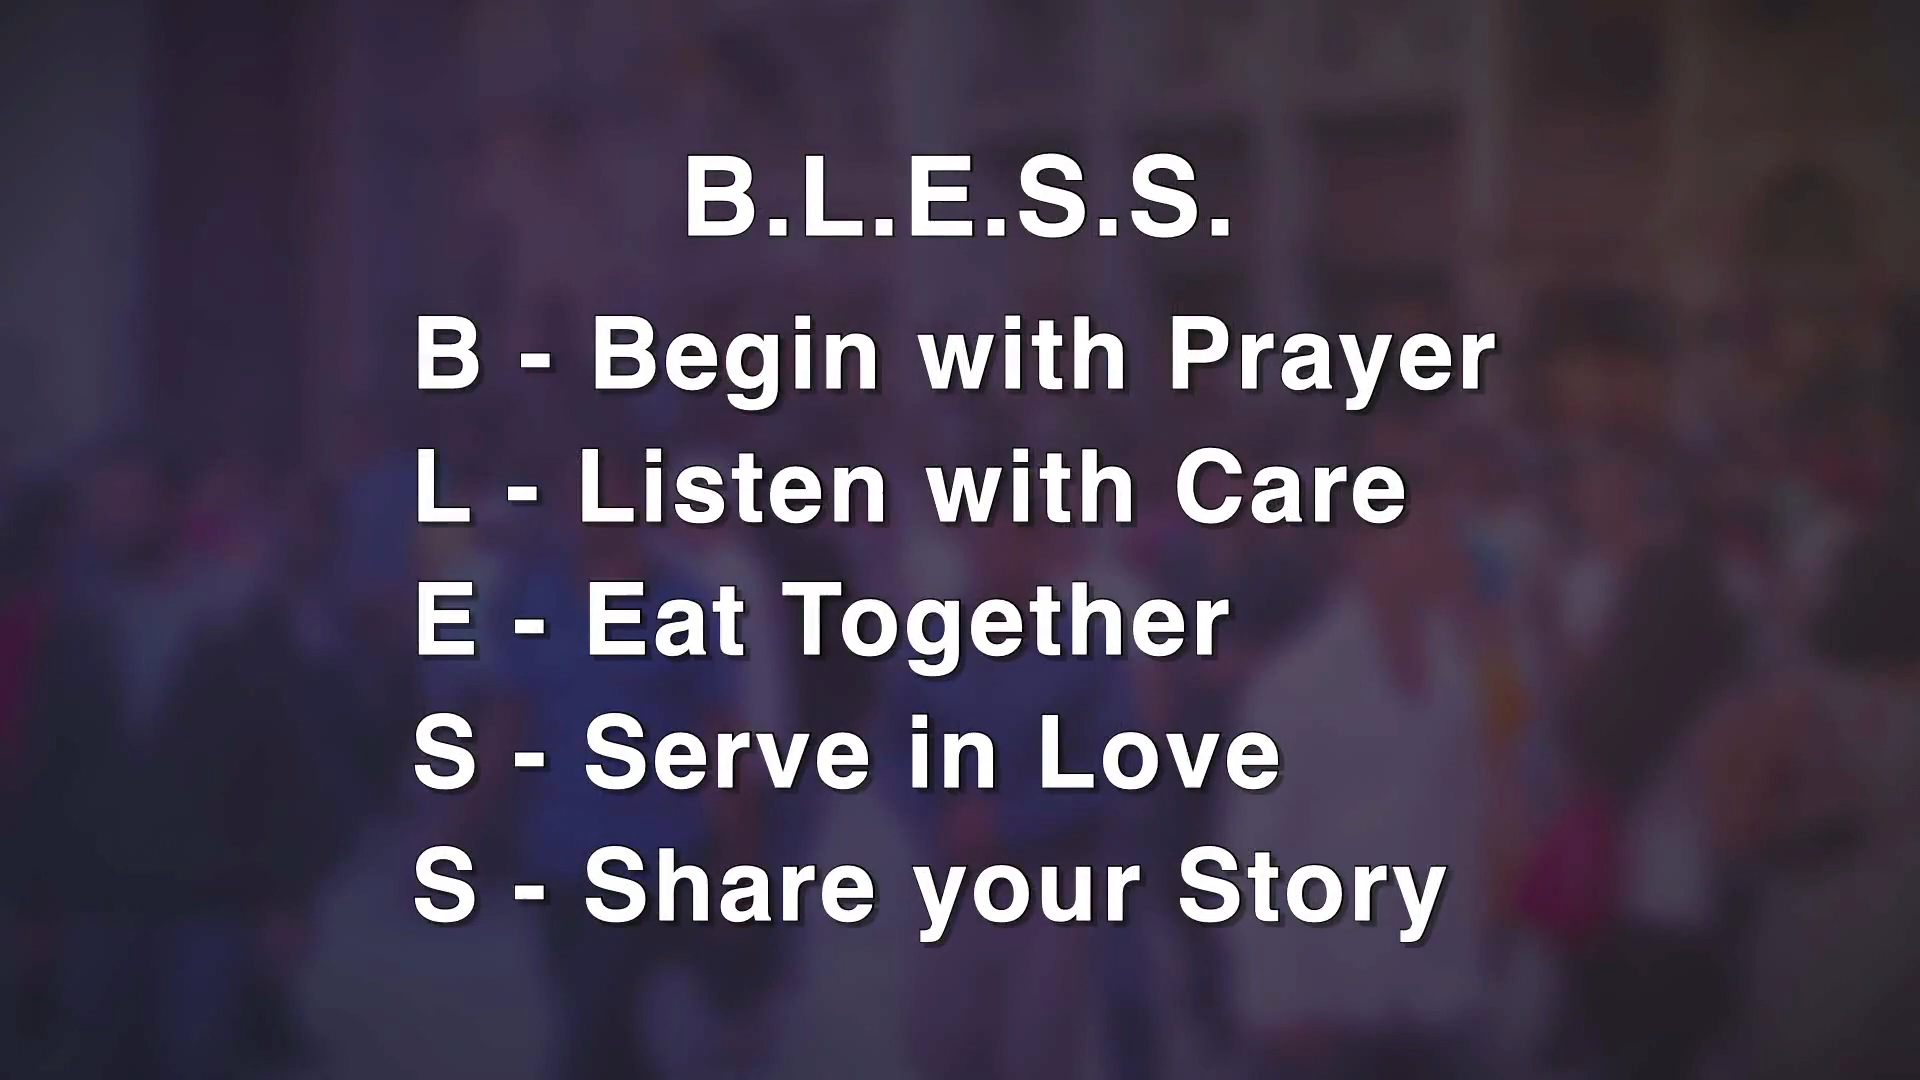 B.L.E.S.S.
B - Begin with Prayer
L - Listen with Care
E - Eat Together
S - Serve in Love
S - Share your Story